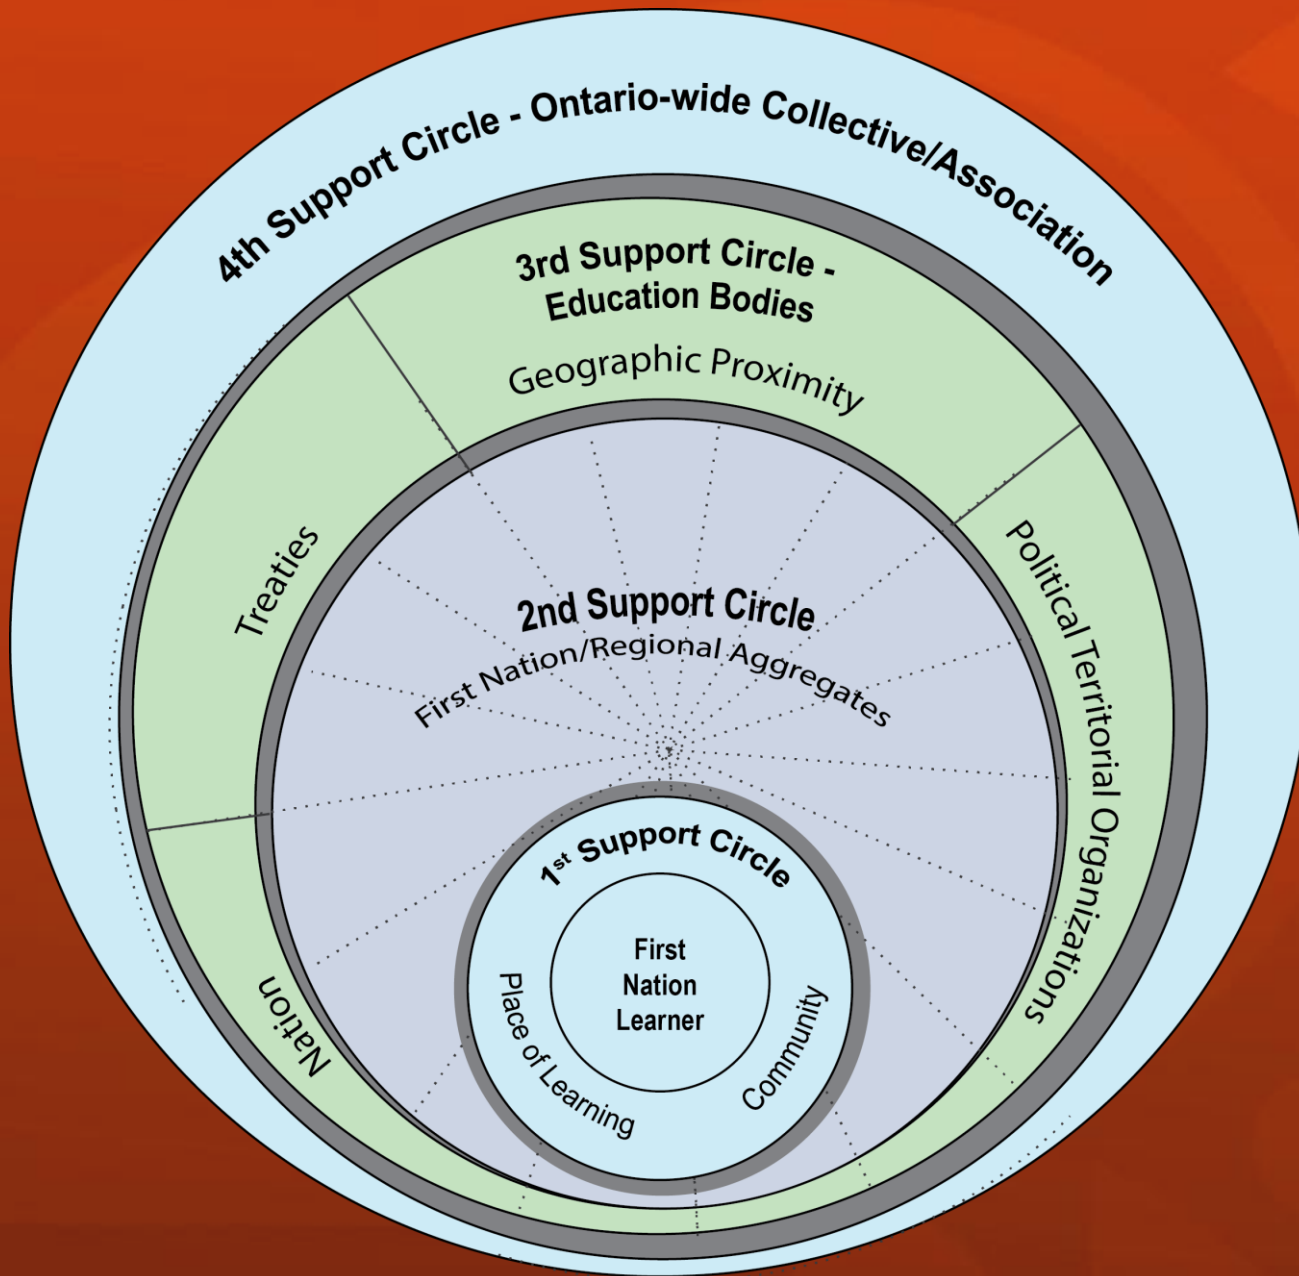 4th Support Circle - Ontario-wide Collective/Association
3rd Support Circle -
Education Bodies
Geographic Proximity
Treaties
Political Territorial Organizations
Nation
2nd Support Circle
First Nation/Regional Aggregates
1st Support Circle
Place of Learning
Community
First
Nation
Learner